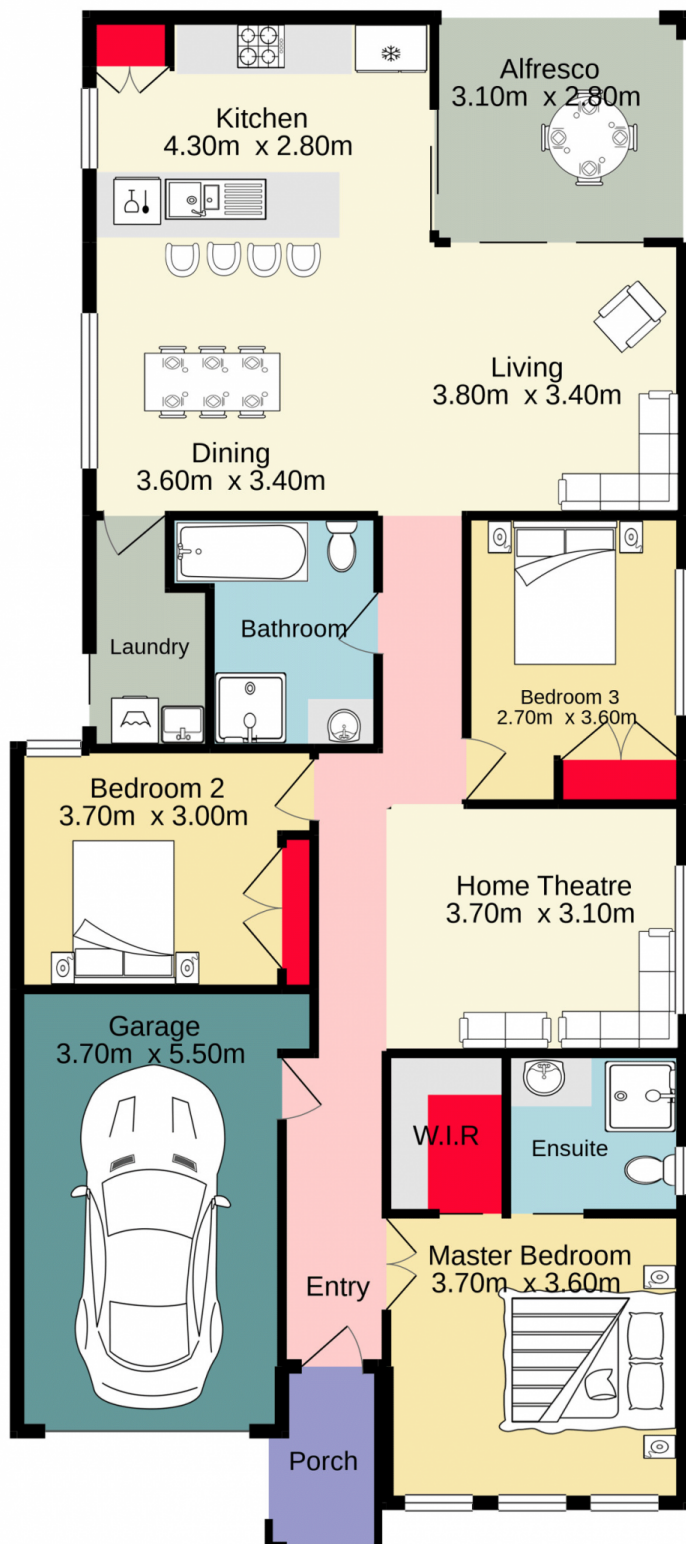 Alfresco
3.10m x 2.80m
Kitchen
4.30m x 2.80m
Living
3.80m x 3.40m
Dining
3.60m x 3.40m
Laundry
Bathroom
Bedroom 3
2.70m x 3.60m
Bedroom 2
3.70m x 3.00m
Home Theatre
3.70m x 3.10m
Garage
3.70m x 5.50m
W.I.R
Ensuite
Master Bedroom
3.70m x 3.60m
Entry
Porch